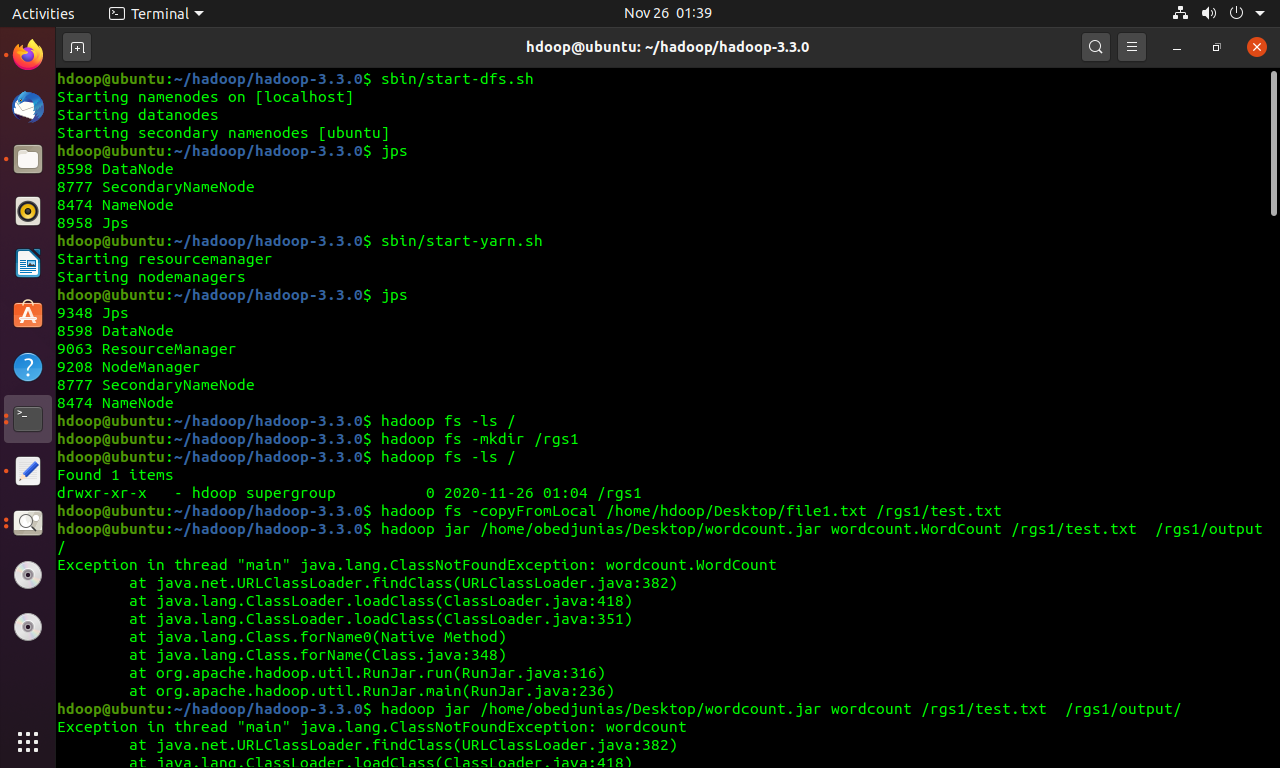 Activities
Terminal
Nov 26 01:39
hdoop@ubuntu: ~/hadoop/hadoop-3.3.0
hdoop@ubuntu:~/hadoop/hadoop-3.3.0$ sbin/start-dfs.sh
Starting namenodes on [localhost]
Starting datanodes
Starting secondary namenodes [ubuntu]
hdoop@ubuntu:~/hadoop/hadoop-3.3.0$ jps
8598 DataNode
8777 SecondaryNameNode
8474 NameNode
8958 Jps
hdoop@ubuntu:~/hadoop/hadoop-3.3.0$ sbin/start-yarn.sh
Starting resourcemanager
Starting nodemanagers
hdoop@ubuntu:~/hadoop/hadoop-3.3.0$ jps
9348 Jps
8598 DataNode
9063 ResourceManager
9208 NodeManager
8777 SecondaryNameNode
8474 NameNode
hdoop@ubuntu:~/hadoop/hadoop-3.3.0$ hadoop fs -ls /
hdoop@ubuntu:~/hadoop/hadoop-3.3.0$ hadoop fs -mkdir /rgs1
hdoop@ubuntu:~/hadoop/hadoop-3.3.0$ hadoop fs -ls /
Found 1 items
drwxr-xr-x   - hdoop supergroup          0 2020-11-26 01:04 /rgs1
hdoop@ubuntu:~/hadoop/hadoop-3.3.0$ hadoop fs -copyFromLocal /home/hdoop/Desktop/file1.txt /rgs1/test.txt
hdoop@ubuntu:~/hadoop/hadoop-3.3.0$ hadoop jar /home/obedjunias/Desktop/wordcount.jar wordcount.WordCount /rgs1/test.txt  /rgs1/output
/
Exception in thread "main" java.lang.ClassNotFoundException: wordcount.WordCount
        at java.net.URLClassLoader.findClass(URLClassLoader.java:382)
        at java.lang.ClassLoader.loadClass(ClassLoader.java:418)
        at java.lang.ClassLoader.loadClass(ClassLoader.java:351)
        at java.lang.Class.forName0(Native Method)
        at java.lang.Class.forName(Class.java:348)
        at org.apache.hadoop.util.RunJar.run(RunJar.java:316)
        at org.apache.hadoop.util.RunJar.main(RunJar.java:236)
hdoop@ubuntu:~/hadoop/hadoop-3.3.0$ hadoop jar /home/obedjunias/Desktop/wordcount.jar wordcount /rgs1/test.txt  /rgs1/output/
Exception in thread "main" java.lang.ClassNotFoundException: wordcount
        at java.net.URLClassLoader.findClass(URLClassLoader.java:382)
        at java.lang.ClassLoader.loadClass(ClassLoader.java:418)